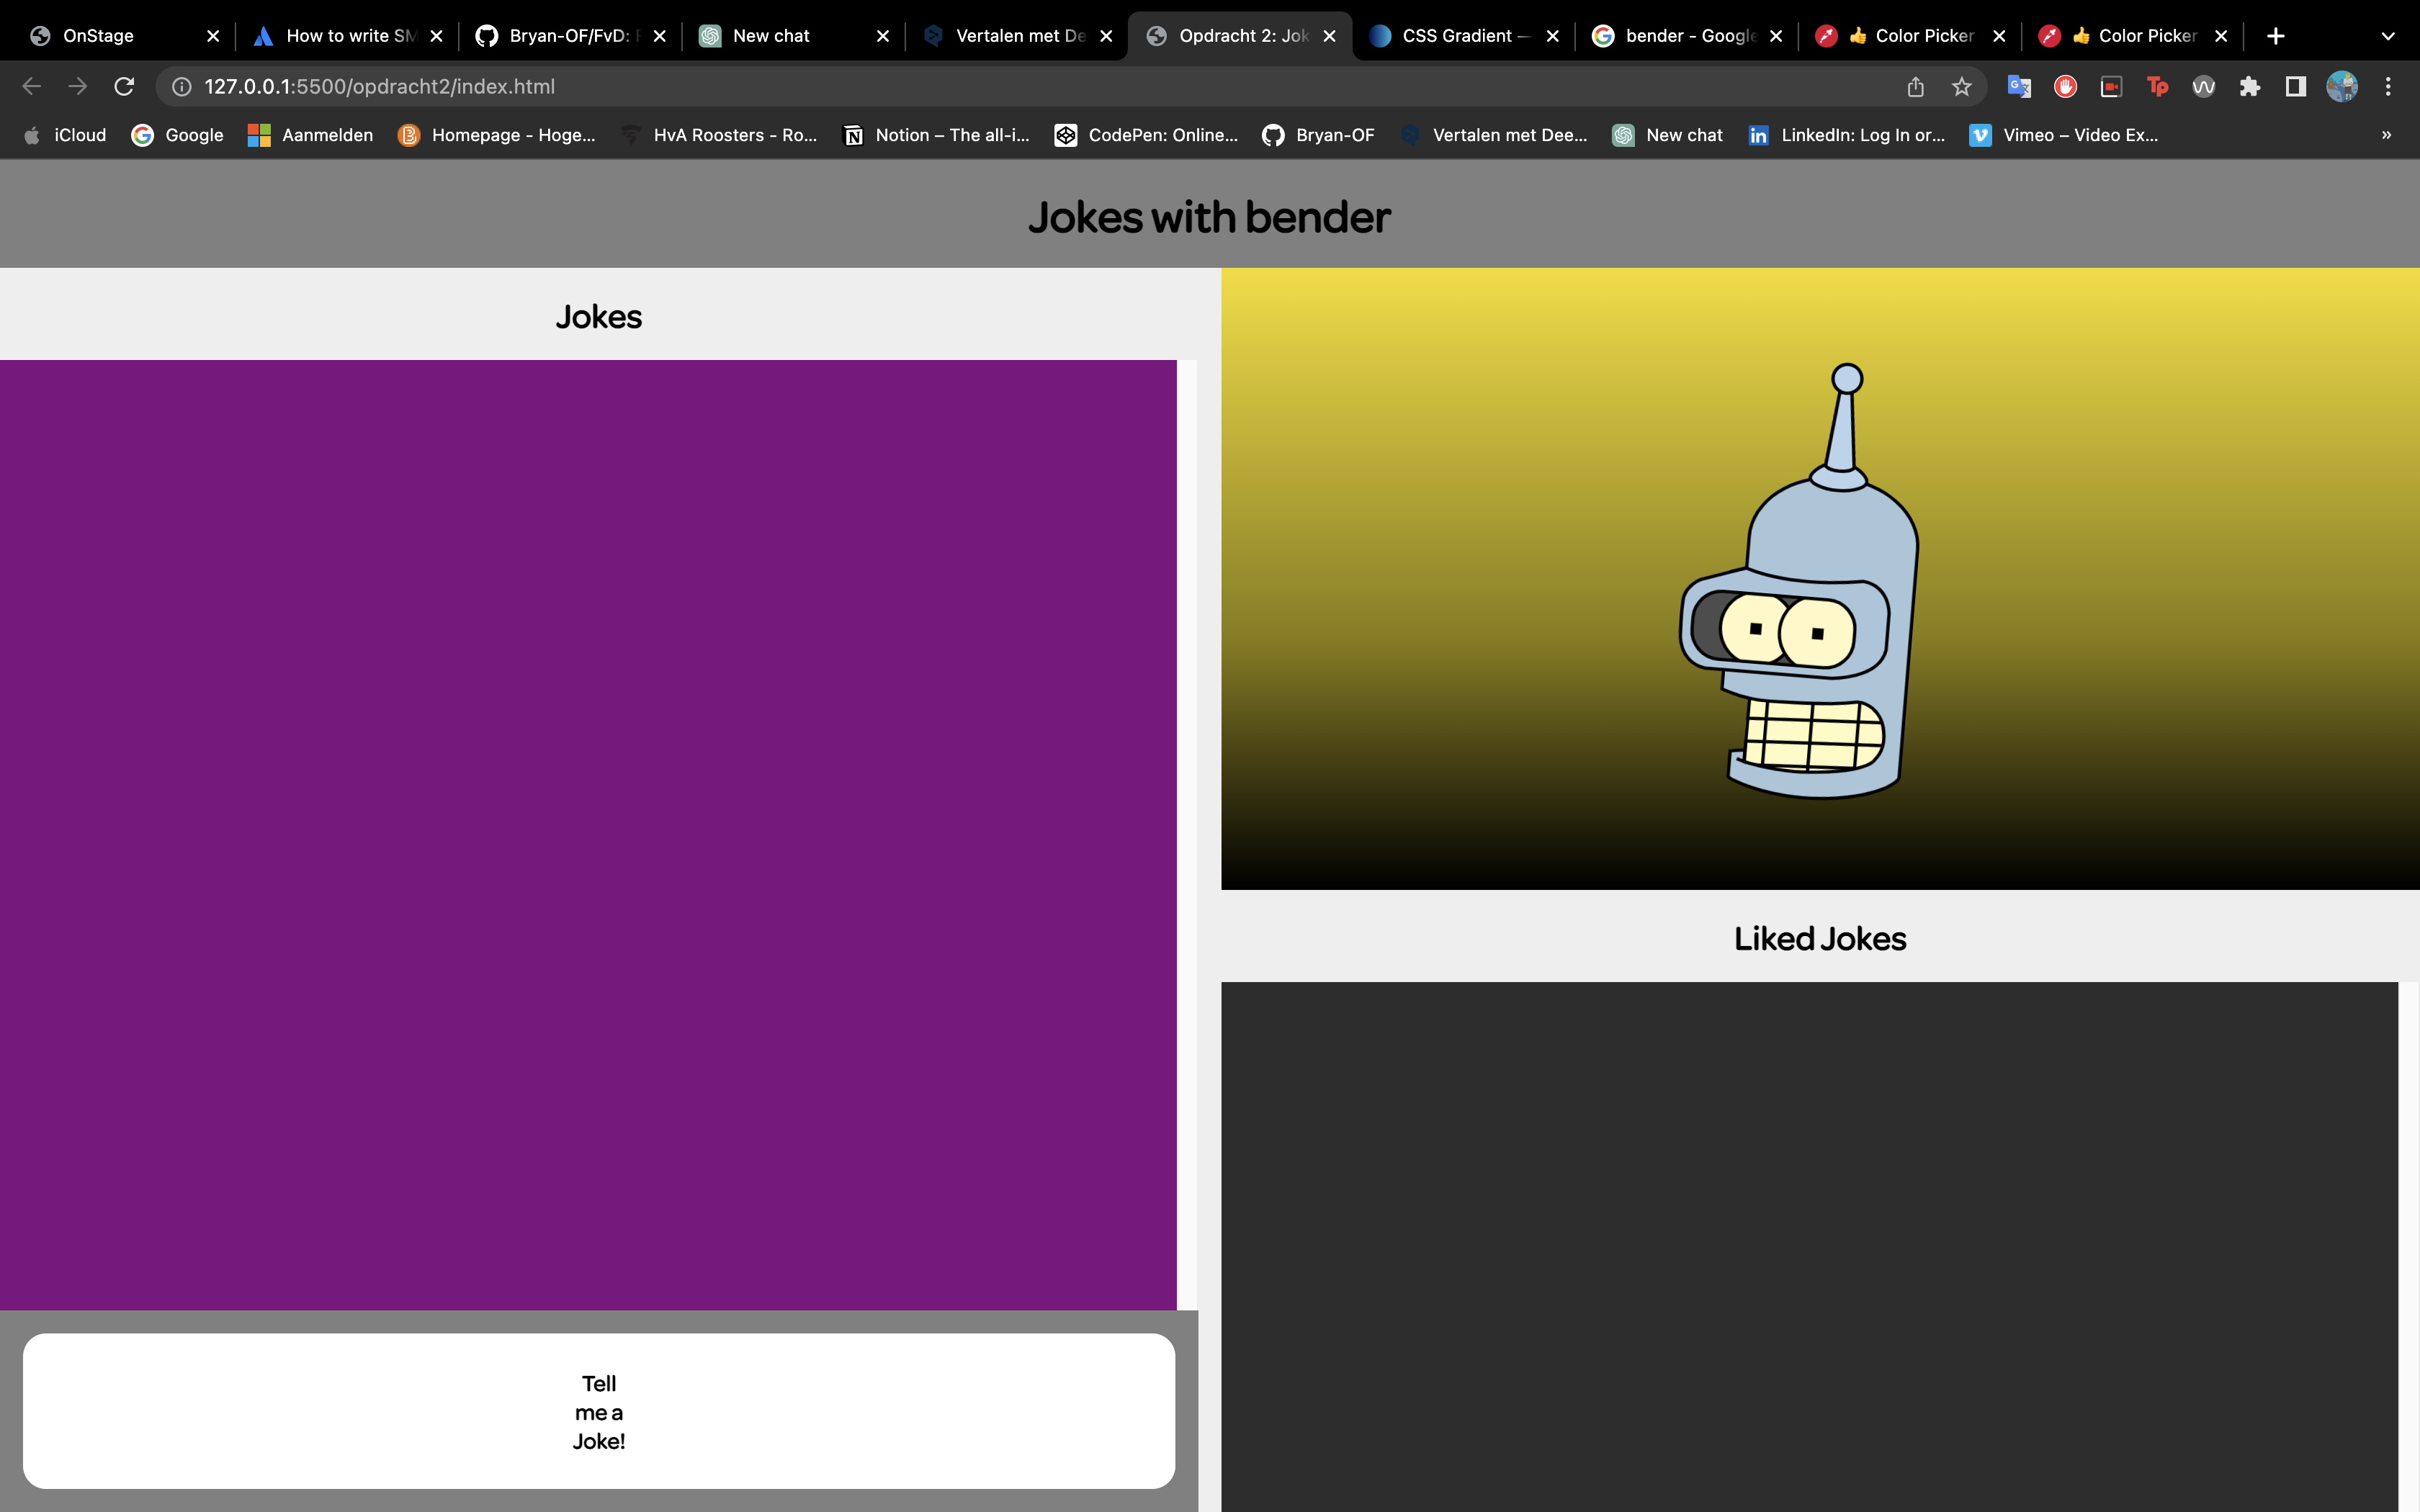 OnStage
How to write SM
Bryan-OF/FvD: F
New chat
Vertalen met De
Opdracht 2: Jok
CSS Gradient —
bender - Google
👍 Color Picker
👍 Color Picker
127.0.0.1:5500/opdracht2/index.html
iCloud
Google
Aanmelden
Homepage - Hoge...
HvA Roosters - Ro...
Notion – The all-i...
CodePen: Online...
Bryan-OF
Vertalen met Dee...
New chat
LinkedIn: Log In or...
Vimeo – Video Ex...
»
Jokes with bender
Jokes
Liked Jokes
Tell
me a
Joke!